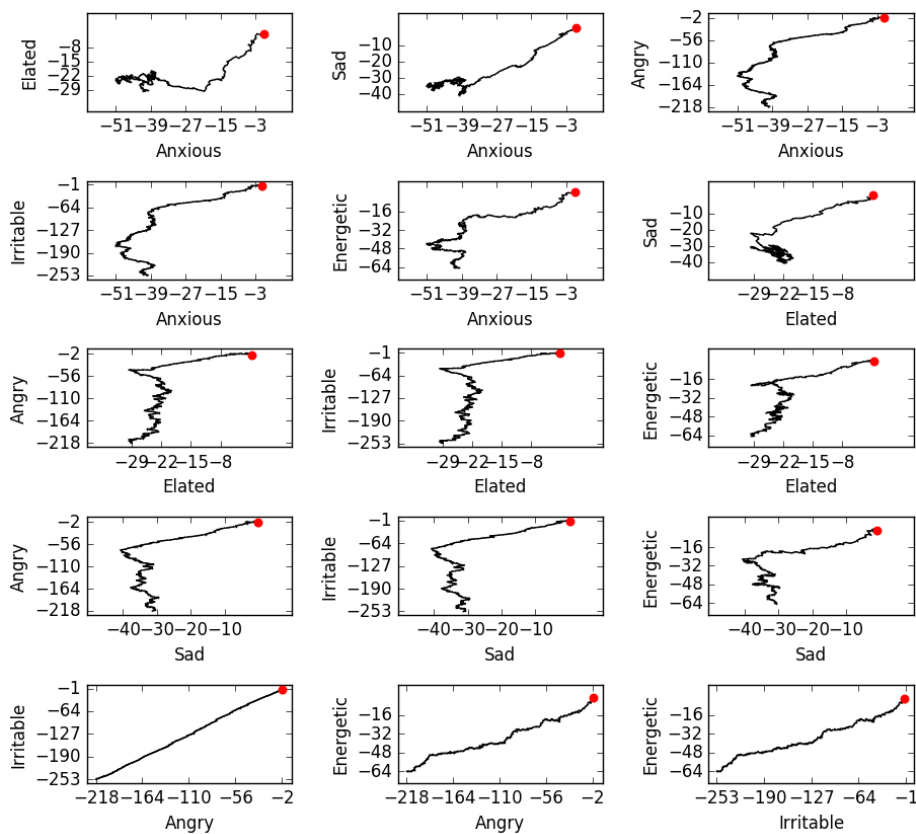 Elated
−8
−15
−22
−29
−51−39−27−15 −3
Anxious
Sad
−10
−20
−30
−40
−51−39−27−15 −3
Anxious
Angry
−2
−56
−110
−164
−218
−51−39−27−15 −3
Anxious
Irritable
−1
−64
−127
−190
−253
−51−39−27−15 −3
Anxious
Energetic
−16
−32
−48
−64
−51−39−27−15 −3
Anxious
Sad
−10
−20
−30
−40
−29−22−15−8
Elated
Angry
−2
−56
−110
−164
−218
−29−22−15−8
Elated
Irritable
−1
−64
−127
−190
−253
−29−22−15−8
Elated
Energetic
−16
−32
−48
−64
−29−22−15−8
Elated
Angry
−2
−56
−110
−164
−218
−40−30−20−10
Sad
Irritable
−1
−64
−127
−190
−253
−40−30−20−10
Sad
Energetic
−16
−32
−48
−64
−40−30−20−10
Sad
Irritable
−1
−64
−127
−190
−253
−218 −164 −110 −56 −2
Angry
Energetic
−16
−32
−48
−64
−218 −164 −110 −56 −2
Angry
Energetic
−16
−32
−48
−64
−253 −190 −127 −64 −1
Irritable